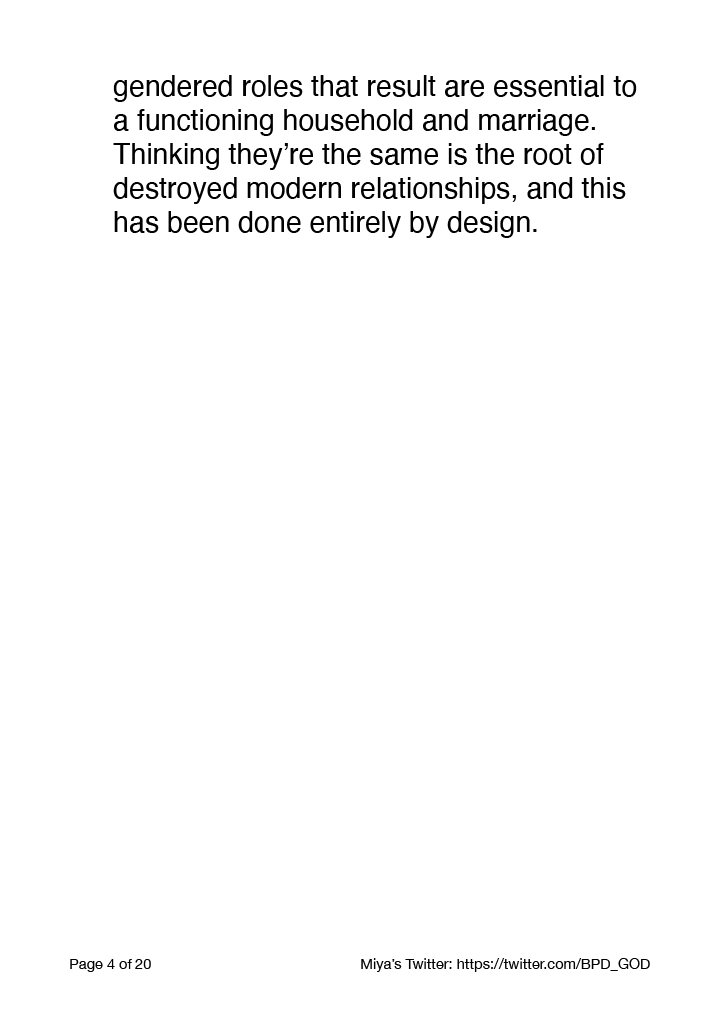 gendered roles that result are essential to
a functioning household and marriage.
Thinking they’re the same is the root of
destroyed modern relationships, and this
has been done entirely by design.
Page 4 of 20
Miya’s Twitter: https://twitter.com/BPD_GOD